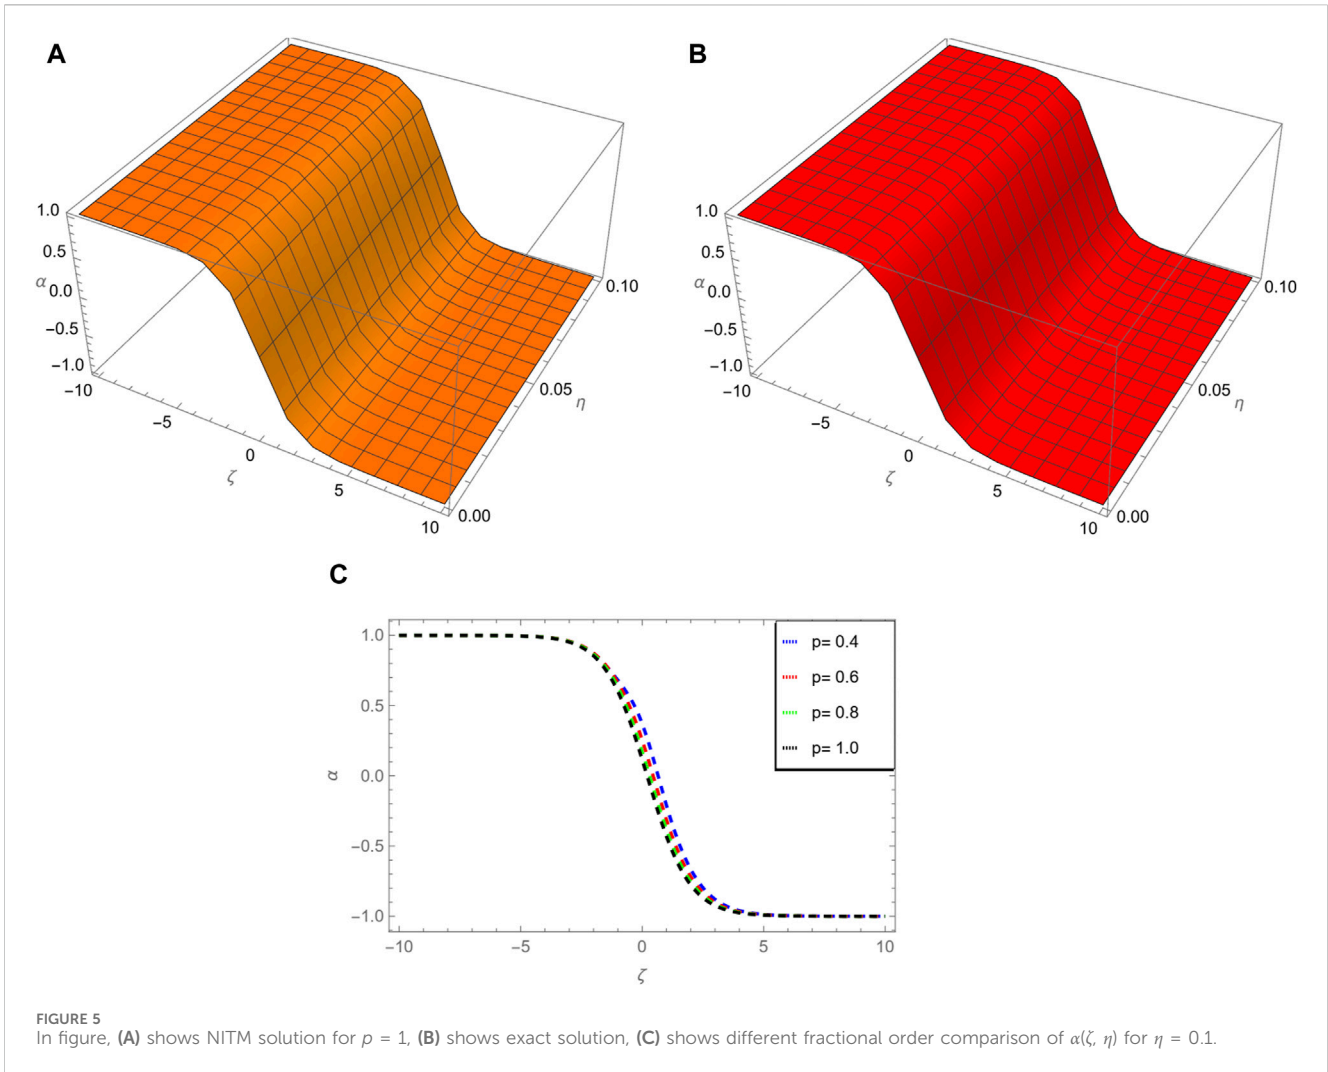 A
B
1.0
0.5
α
0.0
−0.5
−1.0
−10
−5
0
ζ
5
10
0.00
0.05
η
0.10
1.0
0.5
α
0.0
−0.5
−1.0
−10
−5
0
ζ
5
10
0.00
0.05
η
0.10
C
p= 0.4
p= 0.6
p= 0.8
p= 1.0
1.0
0.5
0.0
−0.5
−1.0
α
−10
−5
0
5
10
ζ
FIGURE 5
In figure, (A) shows NITM solution for p = 1, (B) shows exact solution, (C) shows different fractional order comparison of α(ζ, η) for η = 0.1.